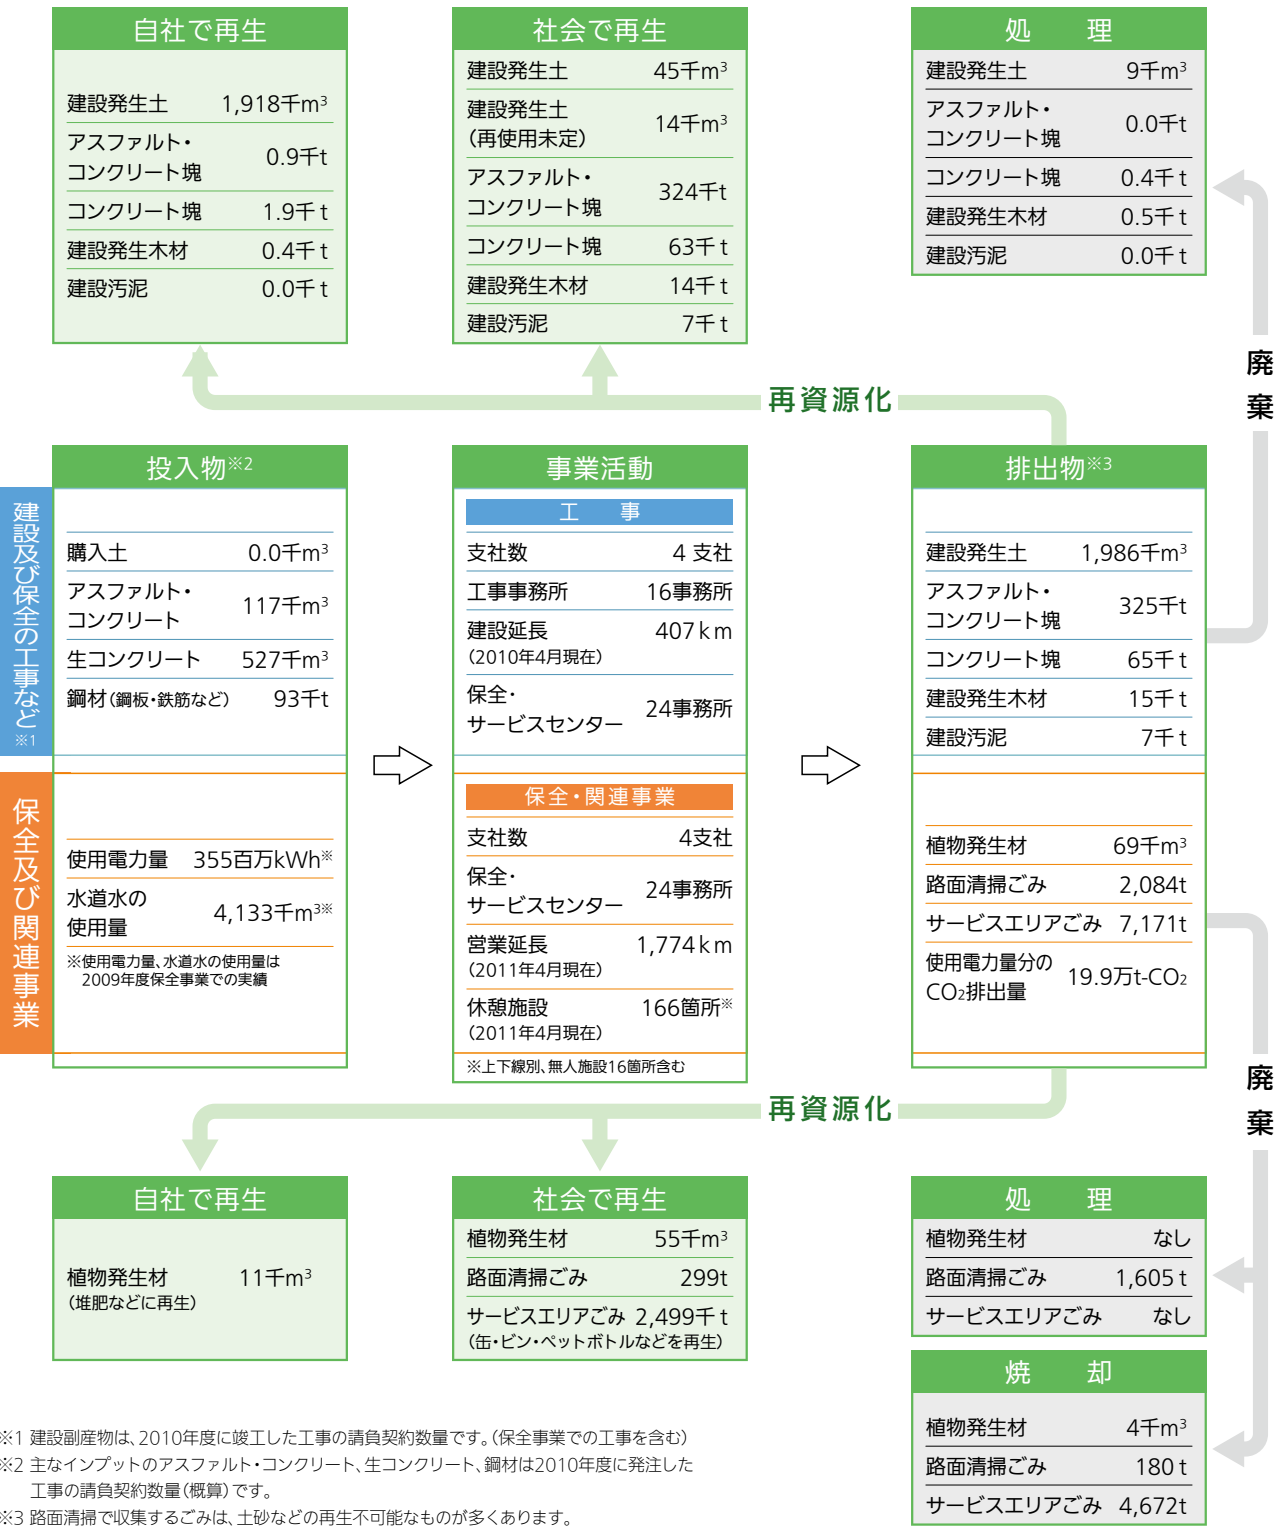 自社で再生
建設発生土 1,918千m³
アスファルト・
コンクリート塊 0.9千t
コンクリート塊 1.9千t
建設発生木材 0.4千t
建設汚泥 0.0千t
社会で再生
建設発生土 45千m³
建設発生土
(再使用未定) 14千m³
アスファルト・
コンクリート塊 324千t
コンクリート塊 63千t
建設発生木材 14千t
建設汚泥 7千t
処 理
建設発生土 9千m³
アスファルト・
コンクリート塊 0.0千t
コンクリート塊 0.4千t
建設発生木材 0.5千t
建設汚泥 0.0千t
廃棄
再資源化
建設及び保全の工事など※1
保全及び関連事業
投入物※2
購入土 0.0千m³
アスファルト・
コンクリート 117千m³
生コンクリート 527千m³
鋼材(鋼板・鉄筋など) 93千t
使用電力量 355百万kWh※
水道水の
使用量 4,133千m³※
※使用電力量、水道水の使用量は
2009年度保全事業での実績
事業活動
工 事
支社数 4 支社
工事事務所 16事務所
建設延長 407km
(2010年4月現在)
保全・
サービスセンター 24事務所
保全・関連事業
支社数 4支社
保全・
サービスセンター 24事務所
営業延長 1,774km
(2011年4月現在)
休憩施設 166箇所※
(2011年4月現在)
※上下線別、無人施設16箇所含む
排出物※3
建設発生土 1,986千m³
アスファルト・
コンクリート塊 325千t
コンクリート塊 65千t
建設発生木材 15千t
建設汚泥 7千t
植物発生材 69千m³
路面清掃ごみ 2,084t
サービスエリアごみ 7,171t
使用電力量分の
CO₂排出量 19.9万t-CO₂
廃棄
再資源化
自社で再生
植物発生材 11千m³
(堆肥などに再生)
社会で再生
植物発生材 55千m³
路面清掃ごみ 299t
サービスエリアごみ 2,499千t
(缶・ビン・ペットボトルなどを再生)
処 理
植物発生材 なし
路面清掃ごみ 1,605t
サービスエリアごみ なし
焼 却
植物発生材 4千m³
路面清掃ごみ 180t
サービスエリアごみ 4,672t
※1 建設副産物は、2010年度に竣工した工事の請負契約数量です。(保全事業での工事を含む)
※2 主なインプットのアスファルト・コンクリート、生コンクリート、鋼材は2010年度に発注した
工事の請負契約数量(概算)です。
※3 路面清掃で収集するごみは、土砂などの再生不可能なものが多くあります。